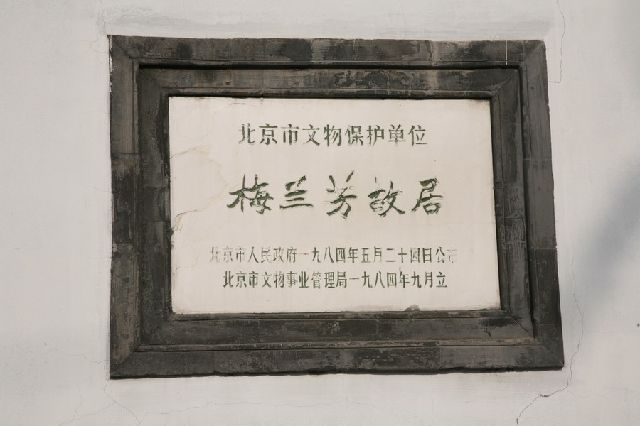 北京市文物保护单位
梅兰芳故居
北京市人民政府一九八四年五月二十四日公布
北京市文物事业管理局一九八四年九月立